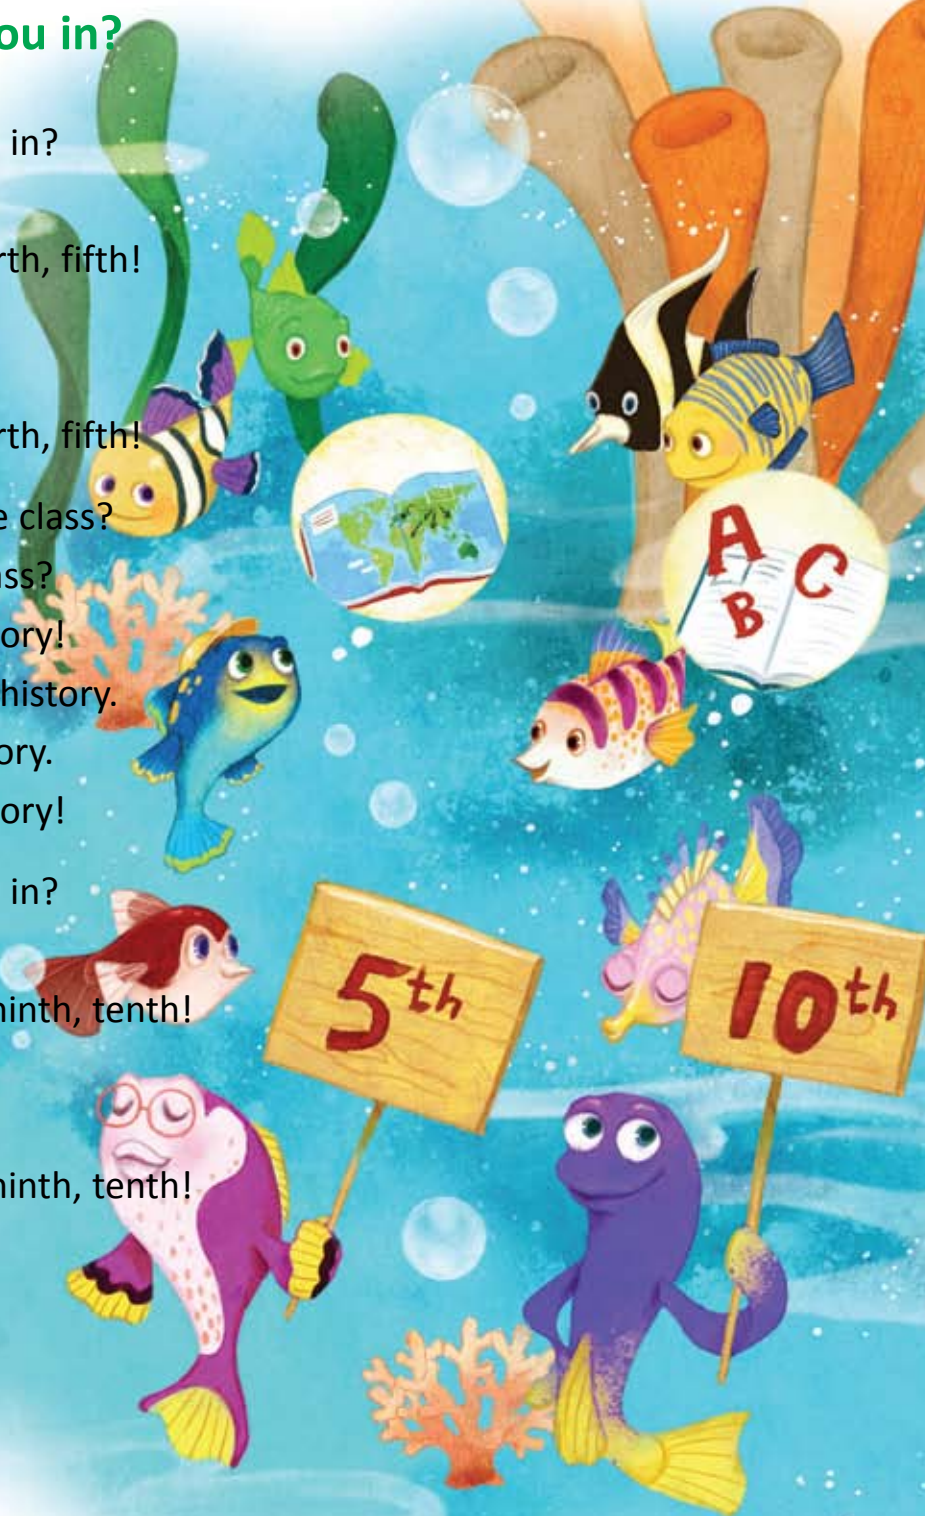 ou in?
in?
rth, fifth!
rth, fifth!
e class?
ass?
ory!
history.
ory.
ory!
in?
ninth, tenth!
ninth, tenth!
A
B
C
5th
10th